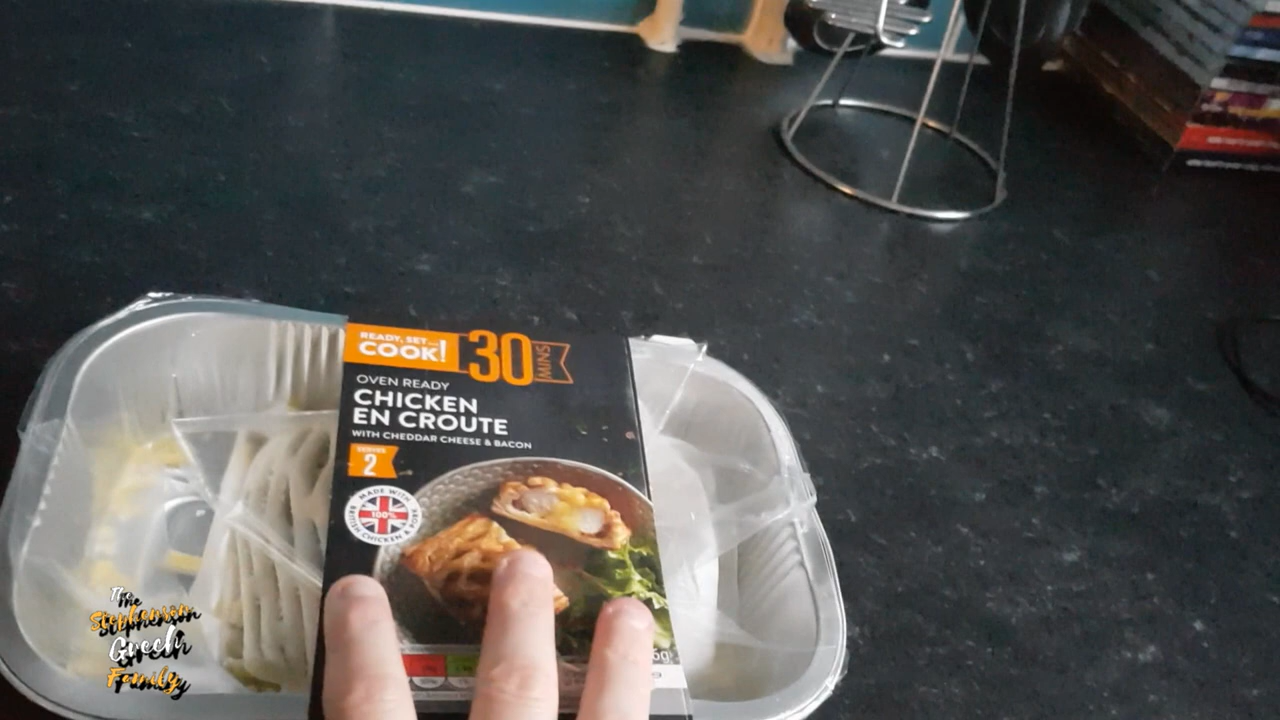 READY, SET...
COOK!
30
MINS
OVEN READY
CHICKEN
EN CROUTE
WITH CHEDDAR CHEESE & BACON
SERVES
2
MADE WITH
100%
BRITISH CHICKEN & PORK
The
Stephenson
Grech
Family